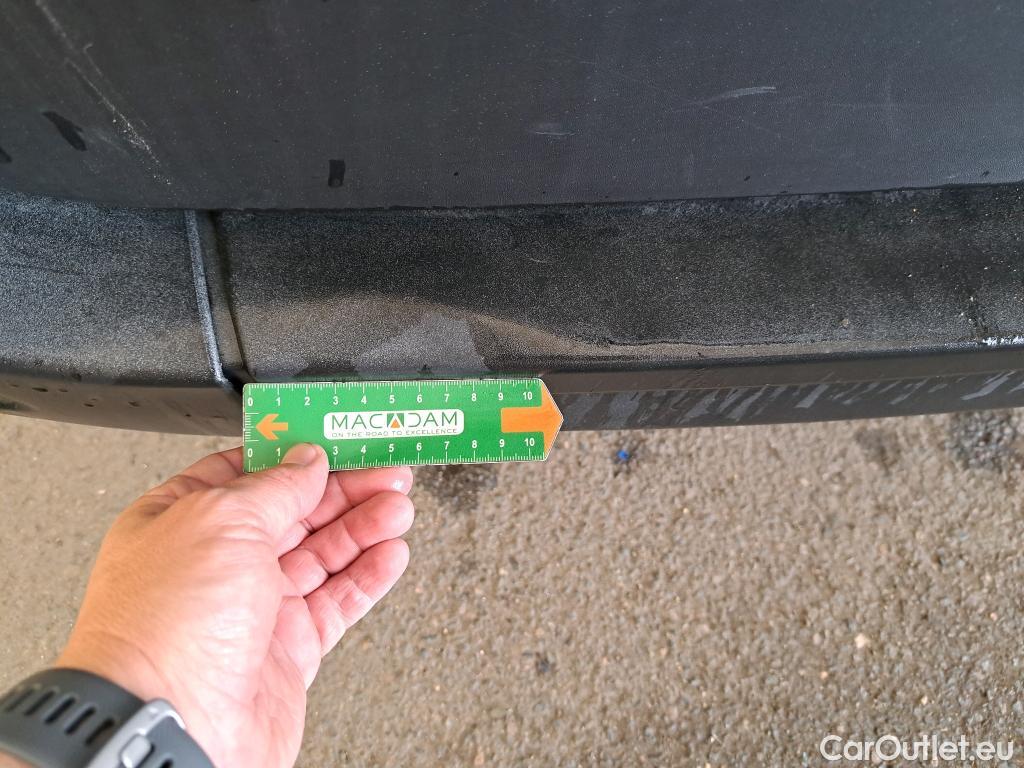 0 1 2 3 4 5 6 7 8 9 10
MACADAM
ON THE ROAD TO EXCELLENCE
0 1 3 4 5 6 7 8 9 10
CarOutlet.eu